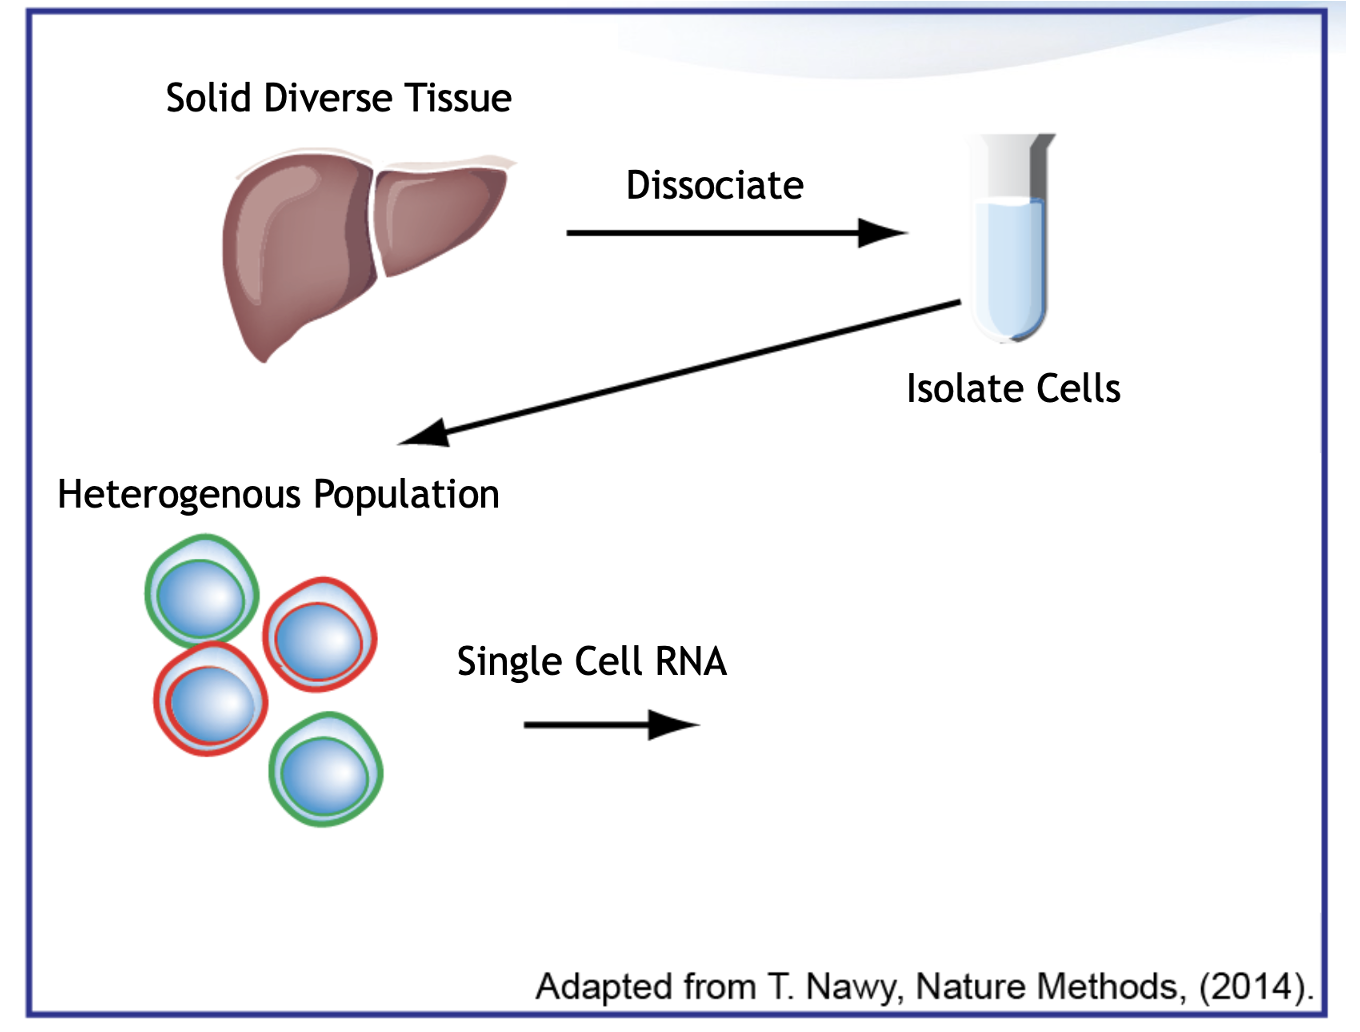 Solid Diverse Tissue
Dissociate
Isolate Cells
Heterogenous Population
Single Cell RNA
Adapted from T. Nawy, Nature Methods, (2014).